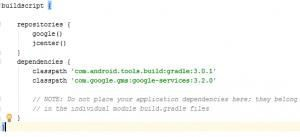 buildscript {
repositories {
google()
jcenter()
}
dependencies {
classpath 'com.android.tools.build:gradle:3.0.1'
classpath 'com.google.gms:google-services:3.2.0'
// NOTE: Do not place your application dependencies here; they belong
// in the individual module build.gradle files
}
}